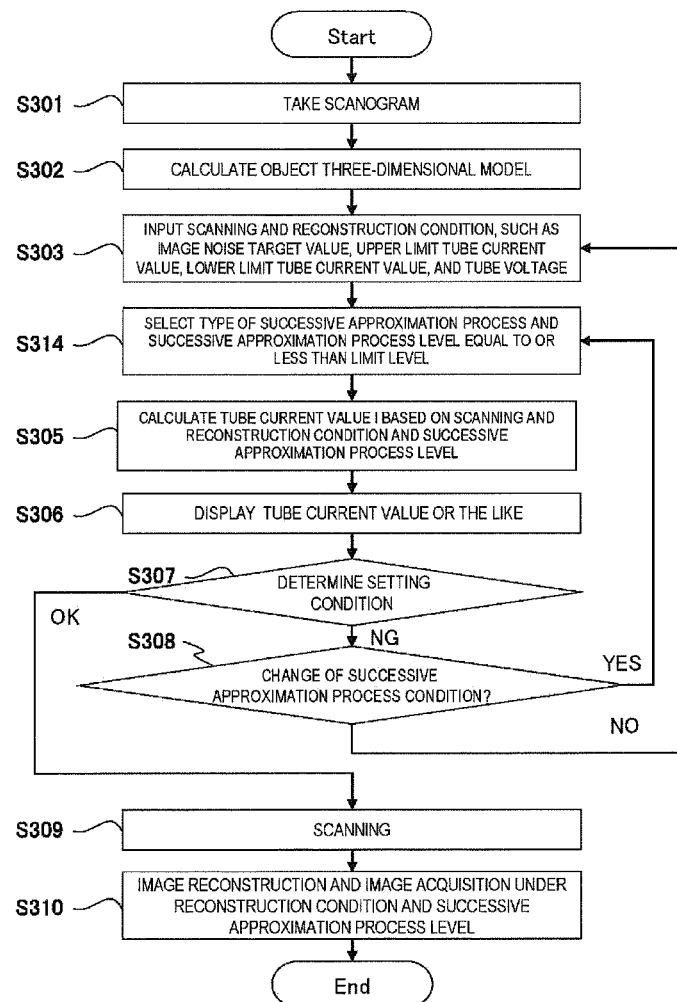 Start
S301
TAKE SCANOGRAM
S302
CALCULATE OBJECT THREE-DIMENSIONAL MODEL
S303
INPUT SCANNING AND RECONSTRUCTION CONDITION, SUCH AS
IMAGE NOISE TARGET VALUE, UPPER LIMIT TUBE CURRENT
VALUE, LOWER LIMIT TUBE CURRENT VALUE, AND TUBE VOLTAGE
S314
SELECT TYPE OF SUCCESSIVE APPROXIMATION PROCESS AND
SUCCESSIVE APPROXIMATION PROCESS LEVEL EQUAL TO OR
LESS THAN LIMIT LEVEL
S305
CALCULATE TUBE CURRENT VALUE I BASED ON SCANNING AND
RECONSTRUCTION CONDITION AND SUCCESSIVE
APPROXIMATION PROCESS LEVEL
S306
DISPLAY TUBE CURRENT VALUE OR THE LIKE
S307
DETERMINE SETTING
CONDITION
OK
NG
S308
CHANGE OF SUCCESSIVE
APPROXIMATION PROCESS CONDITION?
YES
NO
S309
SCANNING
S310
IMAGE RECONSTRUCTION AND IMAGE ACQUISITION UNDER
RECONSTRUCTION CONDITION AND SUCCESSIVE
APPROXIMATION PROCESS LEVEL
End